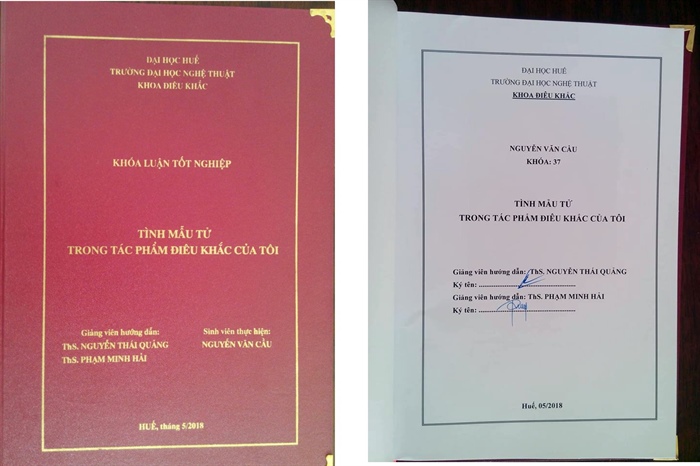 ĐẠI HỌC HUẾ
TRƯỜNG ĐẠI HỌC NGHỆ THUẬT
KHOA ĐIÊU KHẮC
KHÓA LUẬN TỐT NGHIỆP
TÌNH MẪU TỬ
TRONG TÁC PHẨM ĐIÊU KHẮC CỦA TÔI
Giảng viên hướng dẫn:
ThS. NGUYỄN THÁI QUẢNG
ThS. PHẠM MINH HẢI
Sinh viên thực hiện:
NGUYỄN VĂN CẦU
HUẾ, tháng 5/2018
ĐẠI HỌC HUẾ
TRƯỜNG ĐẠI HỌC NGHỆ THUẬT
KHOA ĐIÊU KHẮC
NGUYỄN VĂN CẦU
KHÓA: 37
TÌNH MẪU TỬ
TRONG TÁC PHẨM ĐIÊU KHẮC CỦA TÔI
Giảng viên hướng dẫn: ThS. NGUYỄN THÁI QUẢNG
Ký tên: ........................................
Giảng viên hướng dẫn: ThS. PHẠM MINH HẢI
Ký tên: ........................................
Huế, 05/2018